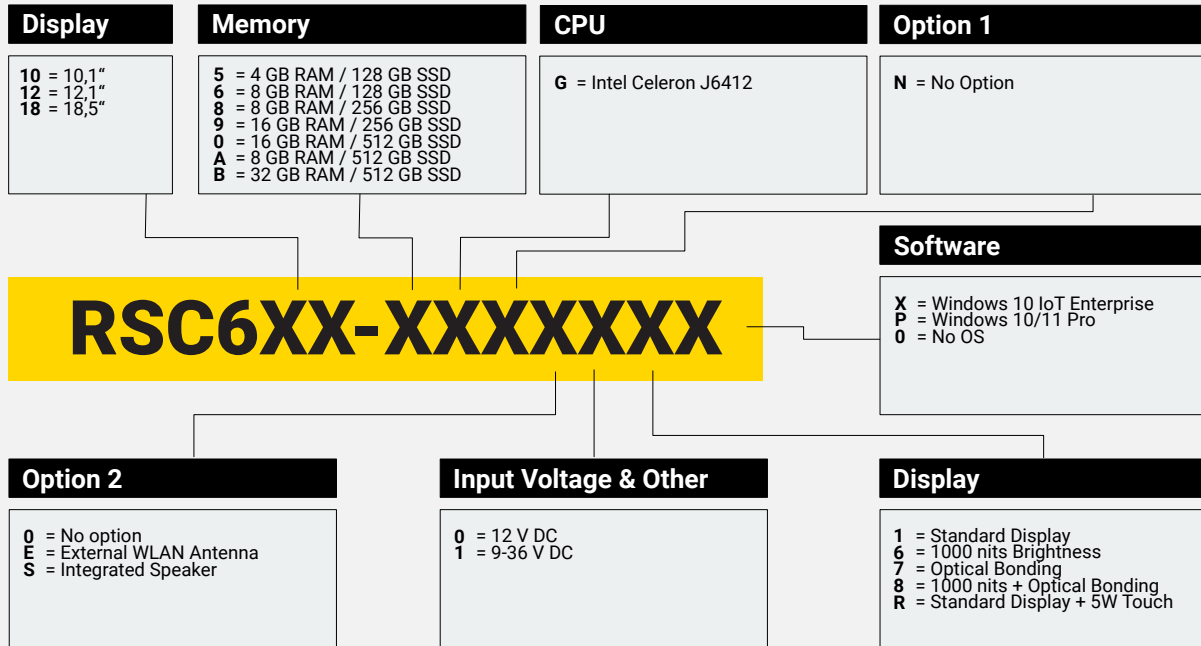 Display
10 = 10,1“
12 = 12,1“
18 = 18,5“
Memory
5 = 4 GB RAM / 128 GB SSD
6 = 8 GB RAM / 128 GB SSD
8 = 8 GB RAM / 256 GB SSD
9 = 16 GB RAM / 256 GB SSD
0 = 16 GB RAM / 512 GB SSD
A = 8 GB RAM / 512 GB SSD
B = 32 GB RAM / 512 GB SSD
CPU
G = Intel Celeron J6412
Option 1
N = No Option
Software
X = Windows 10 IoT Enterprise
P = Windows 10/11 Pro
0 = No OS
RSC6XX-XXXXXXX
Option 2
0 = No option
E = External WLAN Antenna
S = Integrated Speaker
Input Voltage & Other
0 = 12 V DC
1 = 9-36 V DC
Display
1 = Standard Display
6 = 1000 nits Brightness
7 = Optical Bonding
8 = 1000 nits + Optical Bonding
R = Standard Display + 5W Touch